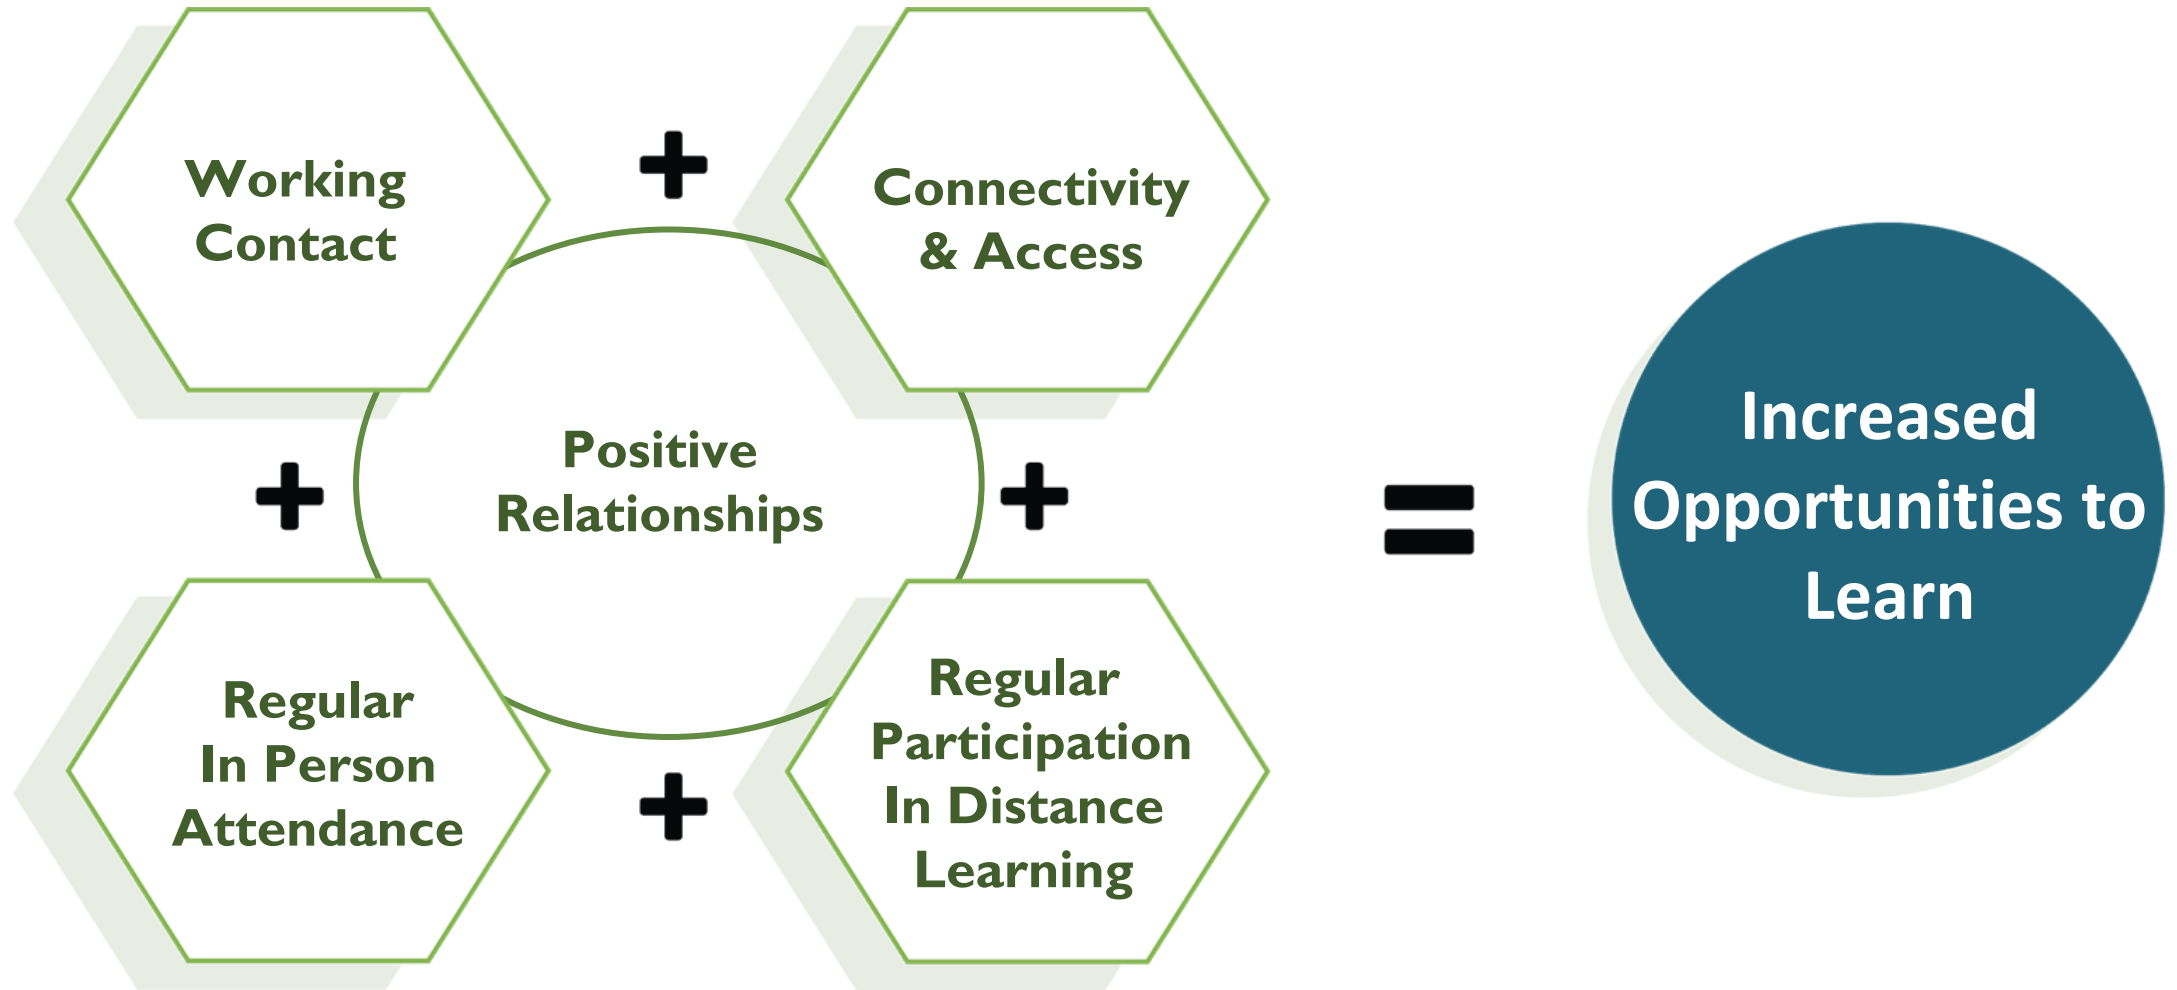 Working
Contact
+
Connectivity
& Access
+
Positive
Relationships
+
Regular
In Person
Attendance
+
Regular
Participation
In Distance
Learning
=
Increased
Opportunities to
Learn